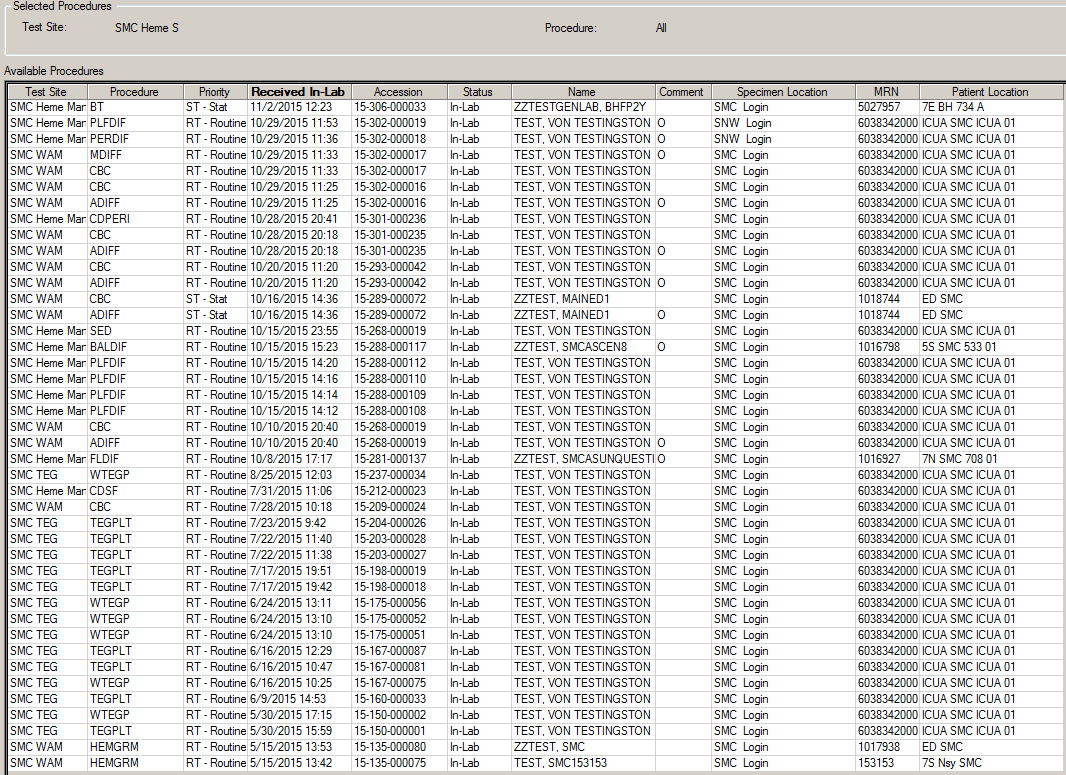 Selected Procedures
Test Site: SMC Heme S Procedure: All
Available Procedures
Test Site Procedure Priority Received In-Lab Accession Status Name Comment Specimen Location MRN Patient Location
SMC Heme Mar BT ST - Stat 11/2/2015 12:23 15-306-000033 In-Lab ZZTESTGENLAB, BHFP2Y SMC Login 5027957 7E BH 734 A
SMC Heme Mar PLFDIF RT - Routine 10/29/2015 11:53 15-302-000019 In-Lab TEST, VON TESTINGSTON O SNW Login 6038342000 ICUA SMC ICUA 01
SMC Heme Mar PERDIF RT - Routine 10/29/2015 11:36 15-302-000018 In-Lab TEST, VON TESTINGSTON O SNW Login 6038342000 ICUA SMC ICUA 01
SMC WAM MDIFF RT - Routine 10/29/2015 11:33 15-302-000017 In-Lab TEST, VON TESTINGSTON O SMC Login 6038342000 ICUA SMC ICUA 01
SMC WAM CBC RT - Routine 10/29/2015 11:33 15-302-000017 In-Lab TEST, VON TESTINGSTON SMC Login 6038342000 ICUA SMC ICUA 01
SMC WAM CBC RT - Routine 10/29/2015 11:25 15-302-000016 In-Lab TEST, VON TESTINGSTON SMC Login 6038342000 ICUA SMC ICUA 01
SMC WAM ADIFF RT - Routine 10/29/2015 11:25 15-302-000016 In-Lab TEST, VON TESTINGSTON O SMC Login 6038342000 ICUA SMC ICUA 01
SMC Heme Mar CDPERI RT - Routine 10/28/2015 20:41 15-301-000236 In-Lab TEST, VON TESTINGSTON SMC Login 6038342000 ICUA SMC ICUA 01
SMC WAM CBC RT - Routine 10/28/2015 20:18 15-301-000235 In-Lab TEST, VON TESTINGSTON SMC Login 6038342000 ICUA SMC ICUA 01
SMC WAM ADIFF RT - Routine 10/28/2015 20:18 15-301-000235 In-Lab TEST, VON TESTINGSTON O SMC Login 6038342000 ICUA SMC ICUA 01
SMC WAM CBC RT - Routine 10/20/2015 11:20 15-293-000042 In-Lab TEST, VON TESTINGSTON SMC Login 6038342000 ICUA SMC ICUA 01
SMC WAM ADIFF RT - Routine 10/20/2015 11:20 15-293-000042 In-Lab TEST, VON TESTINGSTON O SMC Login 6038342000 ICUA SMC ICUA 01
SMC WAM CBC ST - Stat 10/16/2015 14:36 15-289-000072 In-Lab ZZTEST, MAINED1 SMC Login 1018744 ED SMC
SMC WAM ADIFF ST - Stat 10/16/2015 14:36 15-289-000072 In-Lab ZZTEST, MAINED1 O SMC Login 1018744 ED SMC
SMC Heme Mar SED RT - Routine 10/15/2015 23:55 15-268-000019 In-Lab TEST, VON TESTINGSTON SMC Login 6038342000 ICUA SMC ICUA 01
SMC Heme Mar BALDIF RT - Routine 10/15/2015 15:23 15-288-000117 In-Lab ZZTEST, SMCASCEN8 O SMC Login 1016798 5S SMC 533 01
SMC Heme Mar PLFDIF RT - Routine 10/15/2015 14:20 15-288-000112 In-Lab TEST, VON TESTINGSTON SMC Login 6038342000 ICUA SMC ICUA 01
SMC Heme Mar PLFDIF RT - Routine 10/15/2015 14:16 15-288-000110 In-Lab TEST, VON TESTINGSTON SMC Login 6038342000 ICUA SMC ICUA 01
SMC Heme Mar PLFDIF RT - Routine 10/15/2015 14:14 15-288-000109 In-Lab TEST, VON TESTINGSTON SMC Login 6038342000 ICUA SMC ICUA 01
SMC Heme Mar PLFDIF RT - Routine 10/15/2015 14:12 15-288-000108 In-Lab TEST, VON TESTINGSTON SMC Login 6038342000 ICUA SMC ICUA 01
SMC WAM CBC RT - Routine 10/10/2015 20:40 15-268-000019 In-Lab TEST, VON TESTINGSTON SMC Login 6038342000 ICUA SMC ICUA 01
SMC WAM ADIFF RT - Routine 10/10/2015 20:40 15-268-000019 In-Lab TEST, VON TESTINGSTON O SMC Login 6038342000 ICUA SMC ICUA 01
SMC Heme Mar FLDIF RT - Routine 10/8/2015 17:17 15-281-000137 In-Lab ZZTEST, SMCASUNQUESTI O SMC Login 1016927 7N SMC 708 01
SMC TEG WTEGP RT - Routine 8/25/2015 12:03 15-237-000034 In-Lab TEST, VON TESTINGSTON SMC Login 6038342000 ICUA SMC ICUA 01
SMC Heme Mar CDSF RT - Routine 7/31/2015 11:06 15-212-000023 In-Lab TEST, VON TESTINGSTON SMC Login 6038342000 ICUA SMC ICUA 01
SMC WAM CBC RT - Routine 7/28/2015 10:18 15-209-000024 In-Lab TEST, VON TESTINGSTON SMC Login 6038342000 ICUA SMC ICUA 01
SMC TEG TEGPLT RT - Routine 7/23/2015 9:42 15-204-000026 In-Lab TEST, VON TESTINGSTON SMC Login 6038342000 ICUA SMC ICUA 01
SMC TEG TEGPLT RT - Routine 7/22/2015 11:40 15-203-000028 In-Lab TEST, VON TESTINGSTON SMC Login 6038342000 ICUA SMC ICUA 01
SMC TEG TEGPLT RT - Routine 7/22/2015 11:38 15-203-000027 In-Lab TEST, VON TESTINGSTON SMC Login 6038342000 ICUA SMC ICUA 01
SMC TEG TEGPLT RT - Routine 7/17/2015 19:51 15-198-000019 In-Lab TEST, VON TESTINGSTON SMC Login 6038342000 ICUA SMC ICUA 01
SMC TEG TEGPLT RT - Routine 7/17/2015 19:42 15-198-000018 In-Lab TEST, VON TESTINGSTON SMC Login 6038342000 ICUA SMC ICUA 01
SMC TEG WTEGP RT - Routine 6/24/2015 13:11 15-175-000056 In-Lab TEST, VON TESTINGSTON SMC Login 6038342000 ICUA SMC ICUA 01
SMC TEG WTEGP RT - Routine 6/24/2015 13:10 15-175-000052 In-Lab TEST, VON TESTINGSTON SMC Login 6038342000 ICUA SMC ICUA 01
SMC TEG WTEGP RT - Routine 6/24/2015 13:10 15-175-000051 In-Lab TEST, VON TESTINGSTON SMC Login 6038342000 ICUA SMC ICUA 01
SMC TEG TEGPLT RT - Routine 6/16/2015 12:29 15-167-000087 In-Lab TEST, VON TESTINGSTON SMC Login 6038342000 ICUA SMC ICUA 01
SMC TEG TEGPLT RT - Routine 6/16/2015 10:47 15-167-000081 In-Lab TEST, VON TESTINGSTON SMC Login 6038342000 ICUA SMC ICUA 01
SMC TEG WTEGP RT - Routine 6/16/2015 10:25 15-167-000075 In-Lab TEST, VON TESTINGSTON SMC Login 6038342000 ICUA SMC ICUA 01
SMC TEG TEGPLT RT - Routine 6/9/2015 14:53 15-160-000033 In-Lab TEST, VON TESTINGSTON SMC Login 6038342000 ICUA SMC ICUA 01
SMC TEG WTEGP RT - Routine 5/30/2015 17:15 15-150-000002 In-Lab TEST, VON TESTINGSTON SMC Login 6038342000 ICUA SMC ICUA 01
SMC TEG TEGPLT RT - Routine 5/30/2015 15:59 15-150-000001 In-Lab TEST, VON TESTINGSTON SMC Login 6038342000 ICUA SMC ICUA 01
SMC WAM HEMGRM RT - Routine 5/15/2015 13:53 15-135-000080 In-Lab ZZTEST, SMC SMC Login 1017938 ED SMC
SMC WAM HEMGRM RT - Routine 5/15/2015 13:42 15-135-000075 In-Lab TEST, SMC153153 SMC Login 153153 7S Nsy SMC